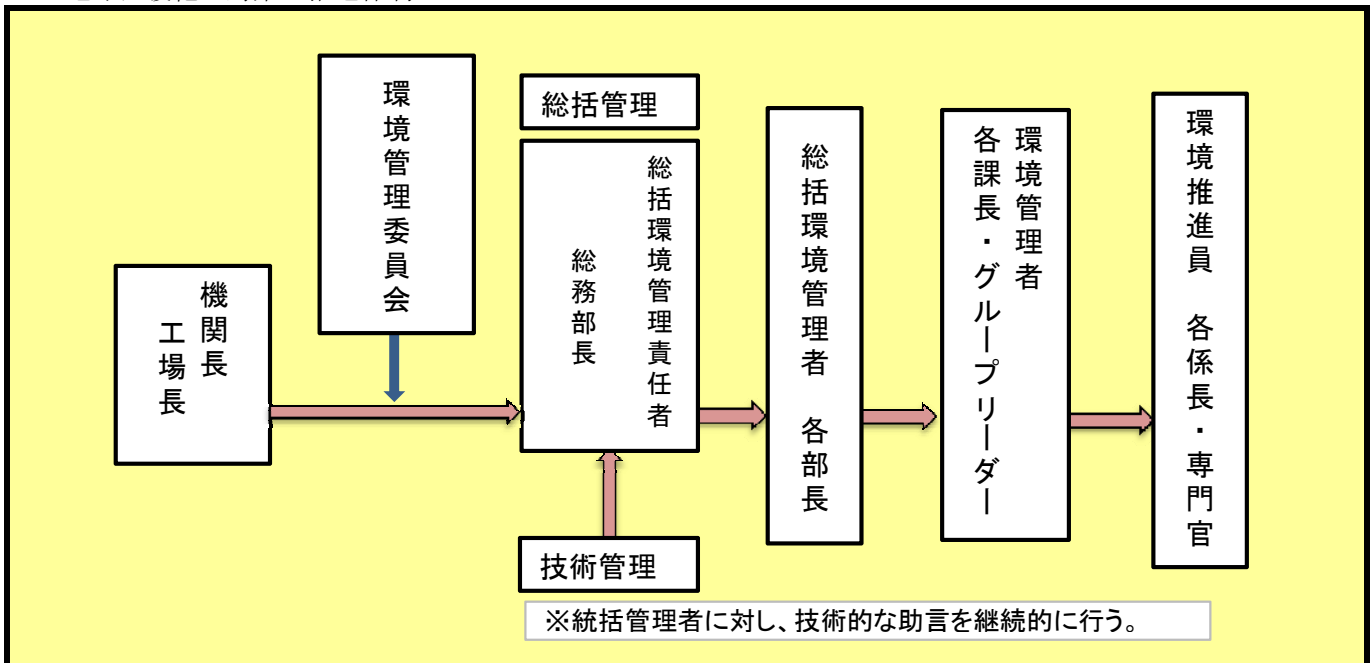 機関長
工場長
環境管理委員会
総括管理
総括環境管理責任者
総務部長
技術管理
※統括管理者に対し、技術的な助言を継続的に行う。
総括環境管理者　各部長
環境管理者
各課長・グループリーダー
環境推進員　各係長・専門官